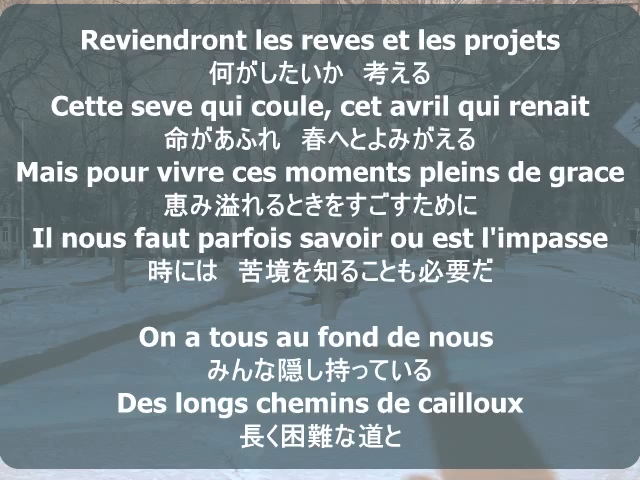 Reviendront les reves et les projets
何がしたいか　考える
Cette seve qui coule, cet avril qui renait
命があふれ　春へとよみがえる
Mais pour vivre ces moments pleins de grace
恵み溢れるときをすごすために
Il nous faut parfois savoir ou est l'impasse
時には　苦境を知ることも必要だ
On a tous au fond de nous
みんな隠し持っている
Des longs chemins de cailloux
長く困難な道と